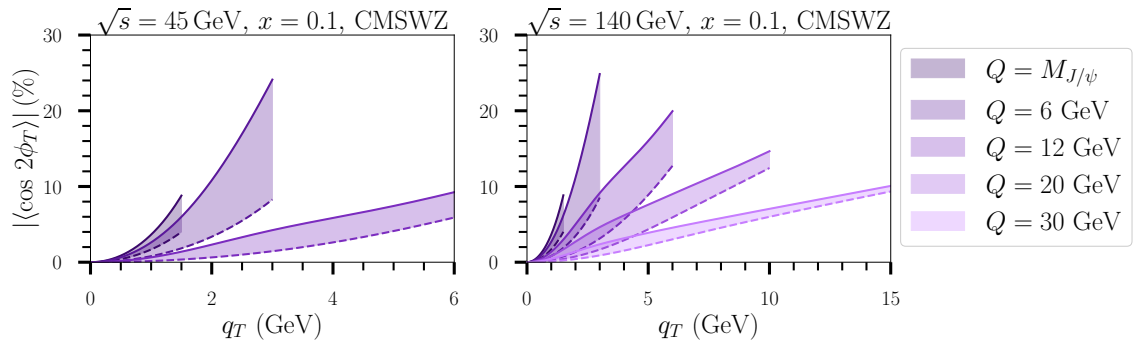 √s = 45 GeV, x = 0.1, CMSWZ
|⟨cos 2ϕ_T⟩| (%)
30
20
10
0
0
2
4
6
q_T (GeV)
√s = 140 GeV, x = 0.1, CMSWZ
30
20
10
0
0
5
10
15
q_T (GeV)
Q = M_{J/ψ}
Q = 6 GeV
Q = 12 GeV
Q = 20 GeV
Q = 30 GeV